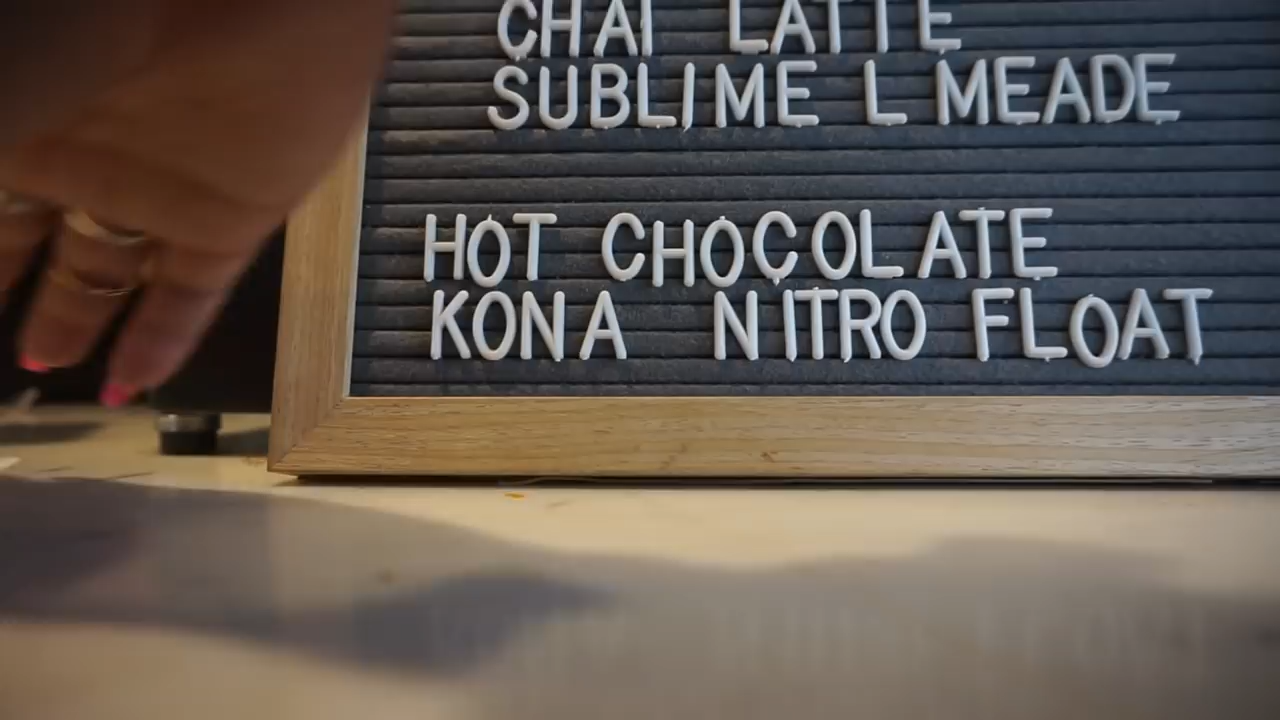 CHAI LATTE
SUBLIME L MEADE
HOT CHOCOLATE
KONA NITRO FLOAT